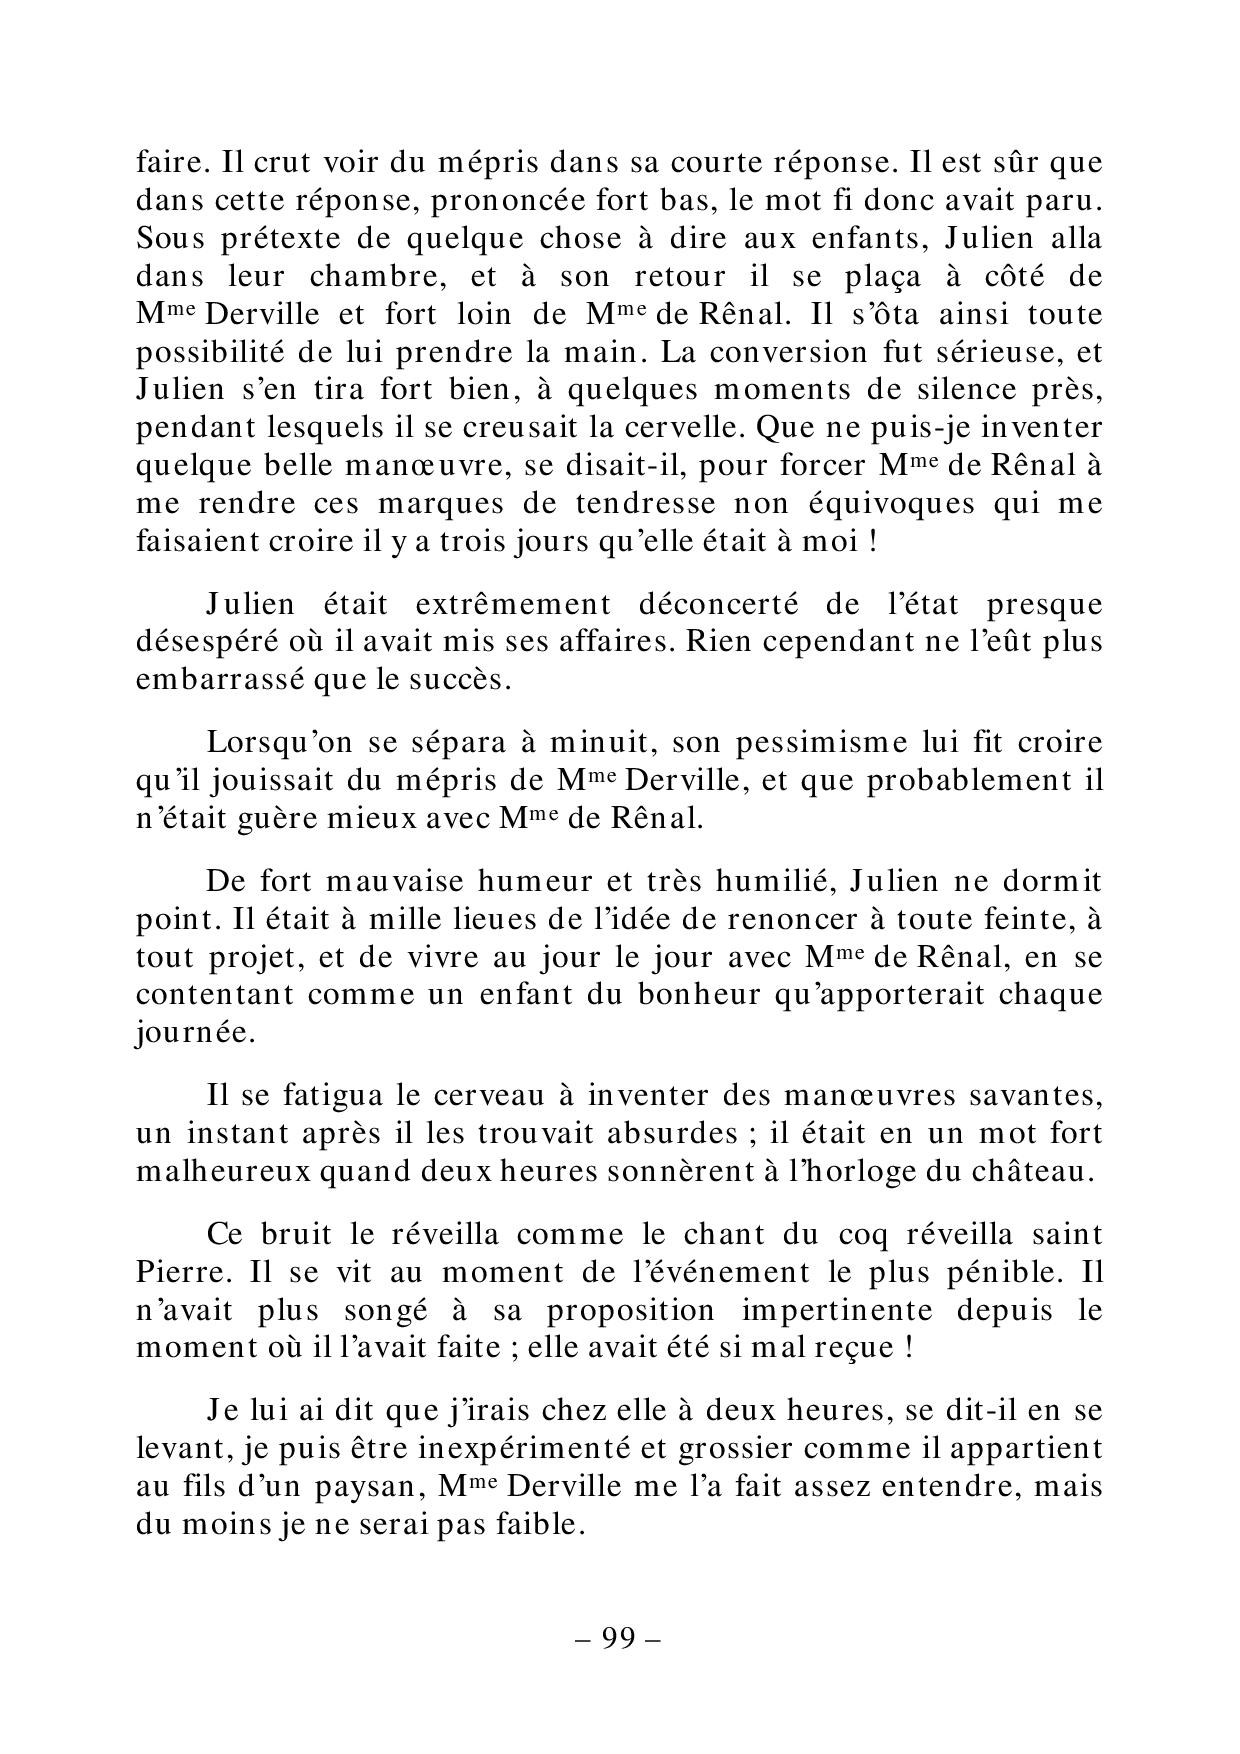 faire. Il crut voir du mépris dans sa courte réponse. Il est sûr que
dans cette réponse, prononcée fort bas, le mot fi donc avait paru.
Sous prétexte de quelque chose à dire aux enfants, Julien alla
dans leur chambre, et à son retour il se plaça à côté de
Mme Derville et fort loin de Mme de Rênal. Il s’ôta ainsi toute
possibilité de lui prendre la main. La conversion fut sérieuse, et
Julien s’en tira fort bien, à quelques moments de silence près,
pendant lesquels il se creusait la cervelle. Que ne puis-je inventer
quelque belle manœuvre, se disait-il, pour forcer Mme de Rênal à
me rendre ces marques de tendresse non équivoques qui me
faisaient croire il y a trois jours qu’elle était à moi !
Julien était extrêmement déconcerté de l’état presque
désespéré où il avait mis ses affaires. Rien cependant ne l’eût plus
embarrassé que le succès.
Lorsqu’on se sépara à minuit, son pessimisme lui fit croire
qu’il jouissait du mépris de Mme Derville, et que probablement il
n’était guère mieux avec Mme de Rênal.
De fort mauvaise humeur et très humilié, Julien ne dormit
point. Il était à mille lieues de l’idée de renoncer à toute feinte, à
tout projet, et de vivre au jour le jour avec Mme de Rênal, en se
contentant comme un enfant du bonheur qu’apporterait chaque
journée.
Il se fatigua le cerveau à inventer des manœuvres savantes,
un instant après il les trouvait absurdes ; il était en un mot fort
malheureux quand deux heures sonnèrent à l’horloge du château.
Ce bruit le réveilla comme le chant du coq réveilla saint
Pierre. Il se vit au moment de l’événement le plus pénible. Il
n’avait plus songé à sa proposition impertinente depuis le
moment où il l’avait faite ; elle avait été si mal reçue !
Je lui ai dit que j’irais chez elle à deux heures, se dit-il en se
levant, je puis être inexpérimenté et grossier comme il appartient
au fils d’un paysan, Mme Derville me l’a fait assez entendre, mais
du moins je ne serai pas faible.
– 99 –